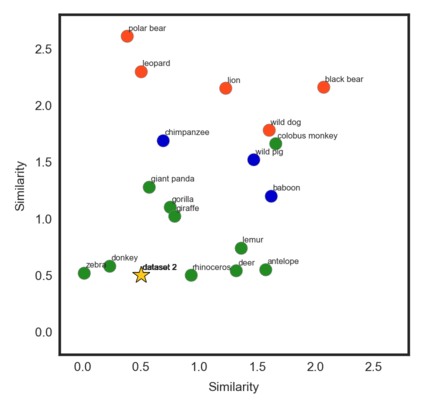 polar bear
2.5
leopard
lion
black bear
2.0
wild dog
colobus monkey
chimpanzee
1.5
wild pig
Similarity
giant panda
baboon
gorilla
giraffe
1.0
lemur
zebra
donkey
dataset 2
rhinoceros
deer
antelope
0.5
0.0
0.0 0.5 1.0 1.5 2.0 2.5
Similarity